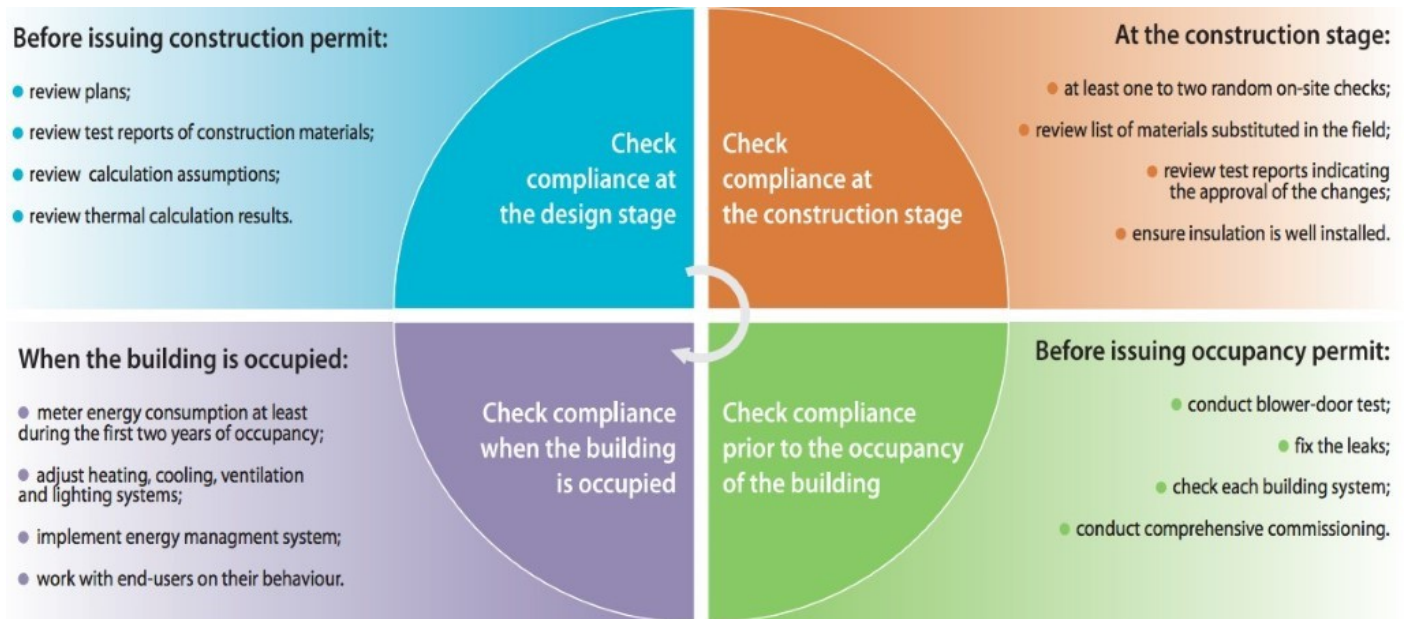 Before issuing construction permit:
review plans;
review test reports of construction materials;
review calculation assumptions;
review thermal calculation results.
Check
compliance at
the design stage
Check
compliance at
the construction stage
At the construction stage:
at least one to two random on-site checks;
review list of materials substituted in the field;
review test reports indicating
the approval of the changes;
ensure insulation is well installed.
When the building is occupied:
meter energy consumption at least
during the first two years of occupancy;
adjust heating, cooling, ventilation
and lighting systems;
implement energy managment system;
work with end-users on their behaviour.
Check compliance
when the building
is occupied
Check compliance
prior to the occupancy
of the building
Before issuing occupancy permit:
conduct blower-door test;
fix the leaks;
check each building system;
conduct comprehensive commissioning.